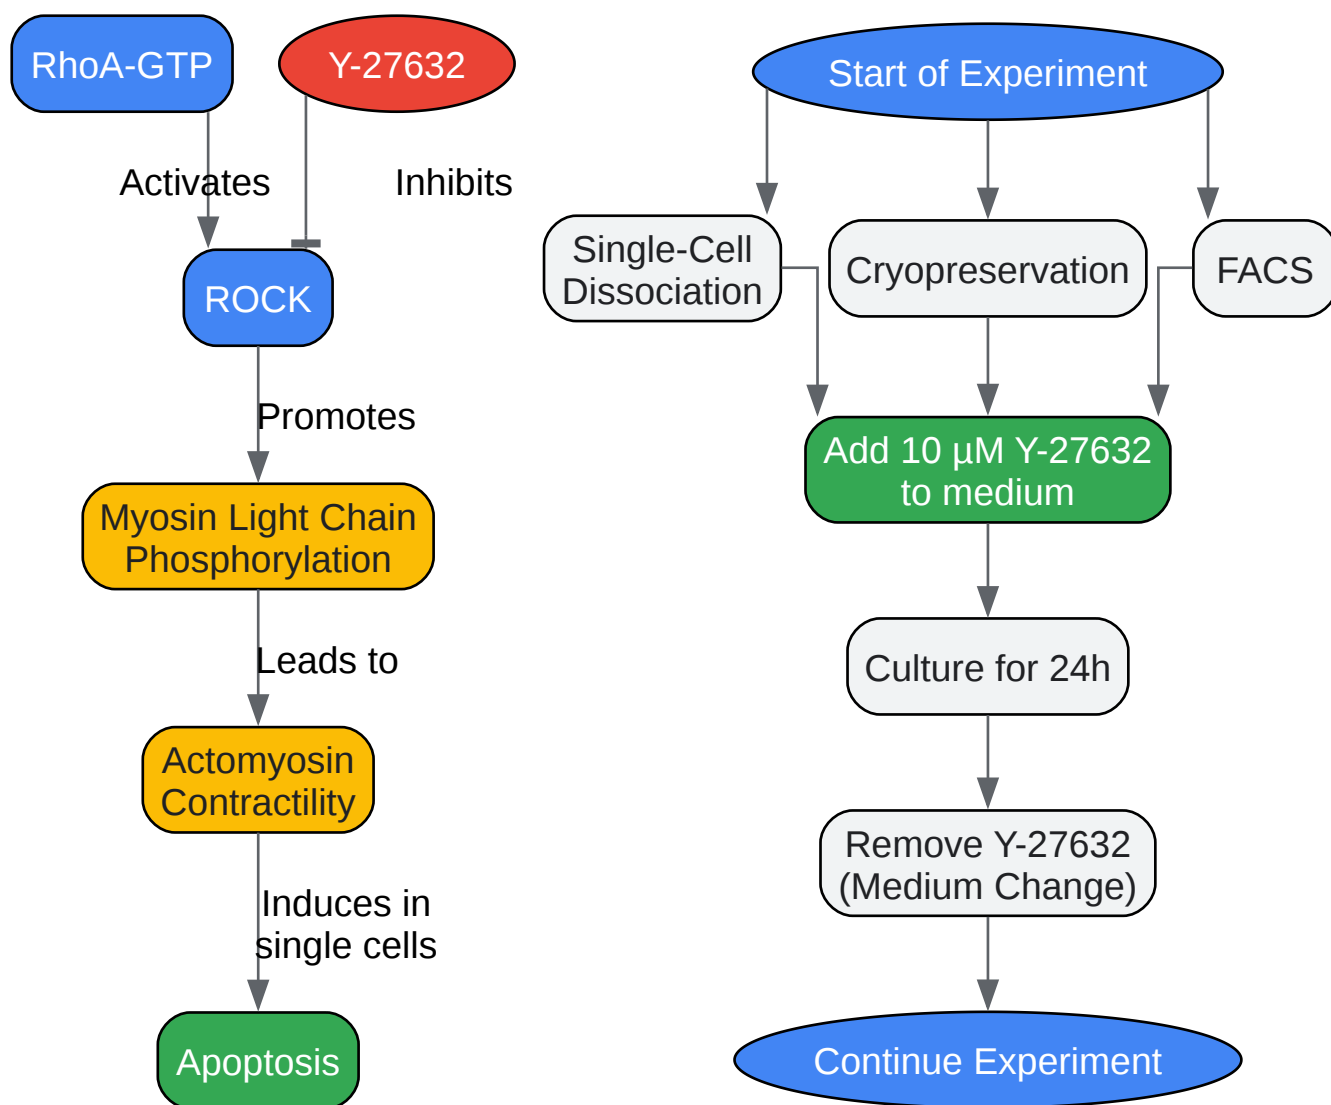 RhoA-GTP
Y-27632
Activates
Inhibits
ROCK
Promotes
Myosin Light Chain
Phosphorylation
Leads to
Actomyosin
Contractility
Induces in
single cells
Apoptosis
Start of Experiment
Single-Cell
Dissociation
Cryopreservation
FACS
Add 10 µM Y-27632
to medium
Culture for 24h
Remove Y-27632
(Medium Change)
Continue Experiment